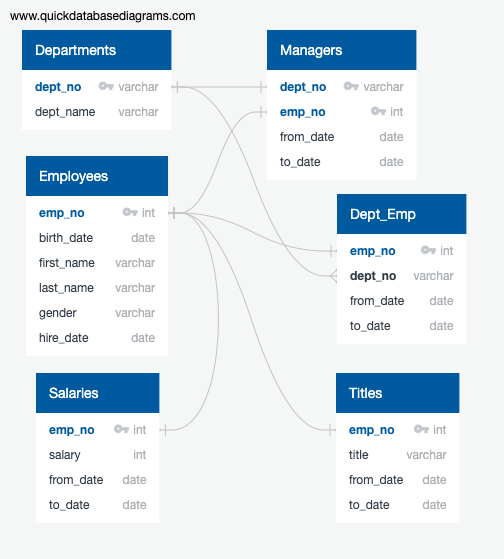 www.quickdatabasediagrams.com
Departments
dept_no varchar
dept_name varchar
Managers
dept_no varchar
emp_no int
from_date date
to_date date
Employees
emp_no int
birth_date date
first_name varchar
last_name varchar
gender varchar
hire_date date
Dept_Emp
emp_no int
dept_no varchar
from_date date
to_date date
Salaries
emp_no int
salary int
from_date date
to_date date
Titles
emp_no int
title varchar
from_date date
to_date date